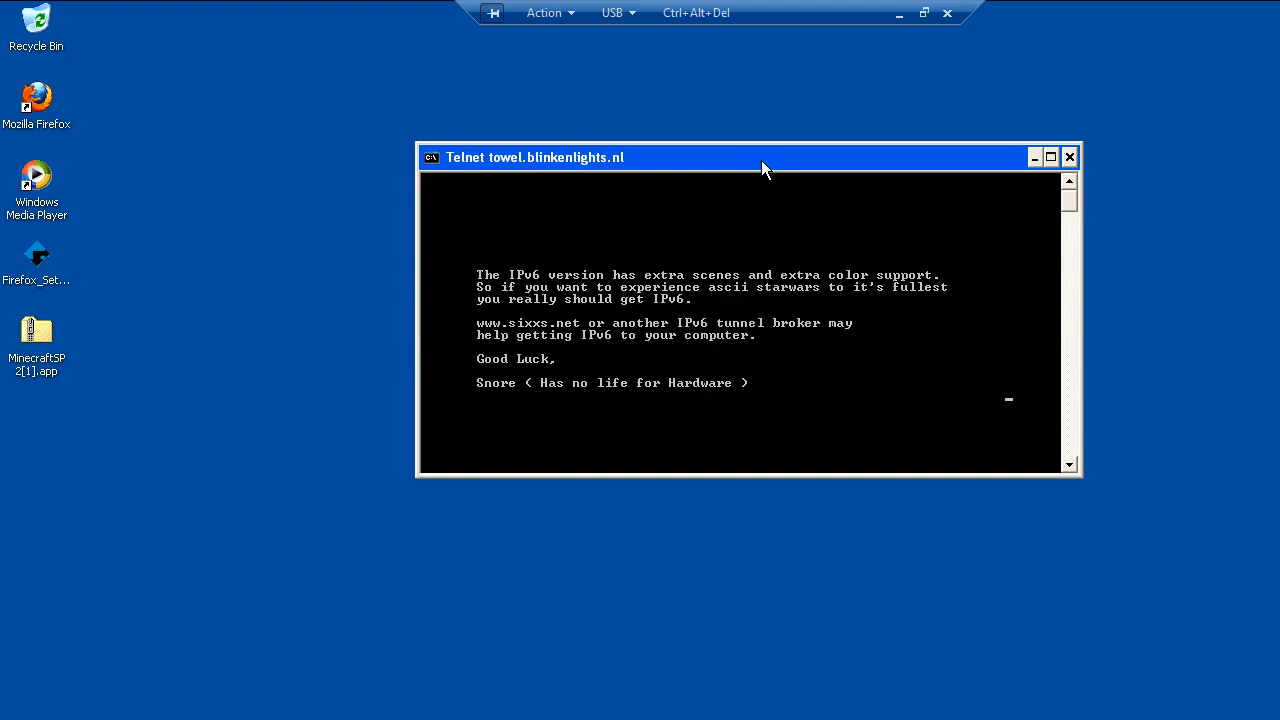 Action
USB
Ctrl+Alt+Del
Recycle Bin
Mozilla Firefox
Windows
Media Player
Firefox_Set...
MinecraftSP
2[1].app
C:\
Telnet towel.blinkenlights.nl
The IPv6 version has extra scenes and extra color support.
So if you want to experience ascii starwars to it's fullest
you really should get IPv6.
www.sixxs.net or another IPv6 tunnel broker may
help getting IPv6 to your computer.
Good Luck,
Snore ( Has no life for Hardware )